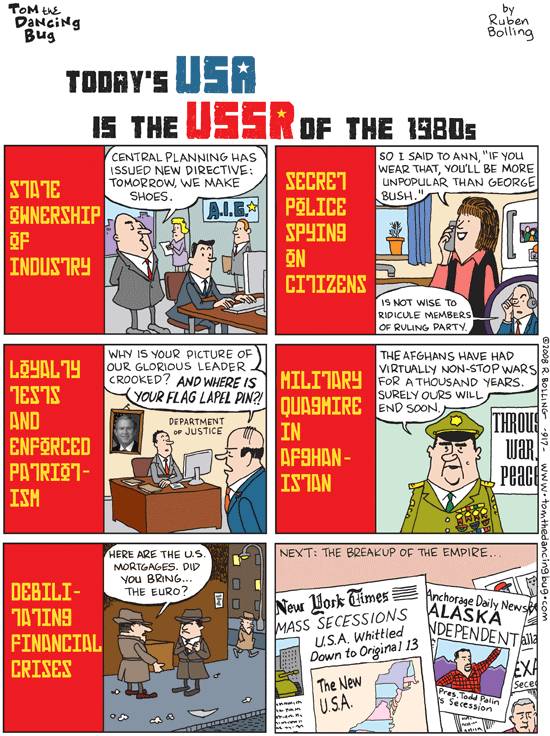 TOM the
DANCING
BUG
by
RUBEN
BOLLING
TODAY'S USA
IS THE USSR OF THE 1980s
STATE
OWNERSHIP
OF
INDUSTRY
CENTRAL PLANNING HAS
ISSUED NEW DIRECTIVE:
TOMORROW, WE MAKE
SHOES.
A.I.G.
SECRET
POLICE
SPYING
ON
CITIZENS
SO I SAID TO ANN, "IF YOU
WEAR THAT, YOU'LL BE MORE
UNPOPULAR THAN GEORGE
BUSH."
IS NOT WISE TO
RIDICULE MEMBERS
OF RULING PARTY.
LOYALTY
TESTS
AND
ENFORCED
PATRIOT-
ISM
WHY IS YOUR PICTURE OF
OUR GLORIOUS LEADER
CROOKED? AND WHERE IS
YOUR FLAG LAPEL PIN?!
DEPARTMENT
OF JUSTICE
MILITARY
QUAGMIRE
IN
AFGHAN-
ISTAN
THE AFGHANS HAVE HAD
VIRTUALLY NON-STOP WARS
FOR A THOUSAND YEARS.
SURELY OURS WILL
END SOON.
THROUG
WAR,
PEACE
DEBILI-
TATING
FINANCIAL
CRISES
HERE ARE THE U.S.
MORTGAGES. DID
YOU BRING...
THE EURO?
NEXT: THE BREAKUP OF THE EMPIRE...
New York Times
MASS SECESSIONS
U.S.A. Whittled
Down to Original 13
The New
U.S.A.
Anchorage Daily News
ALASKA
INDEPENDENT
Pres. Todd Palin
's Secession
©2008 R. BOLLING - 917 - WWW.tomthedancingbug.com